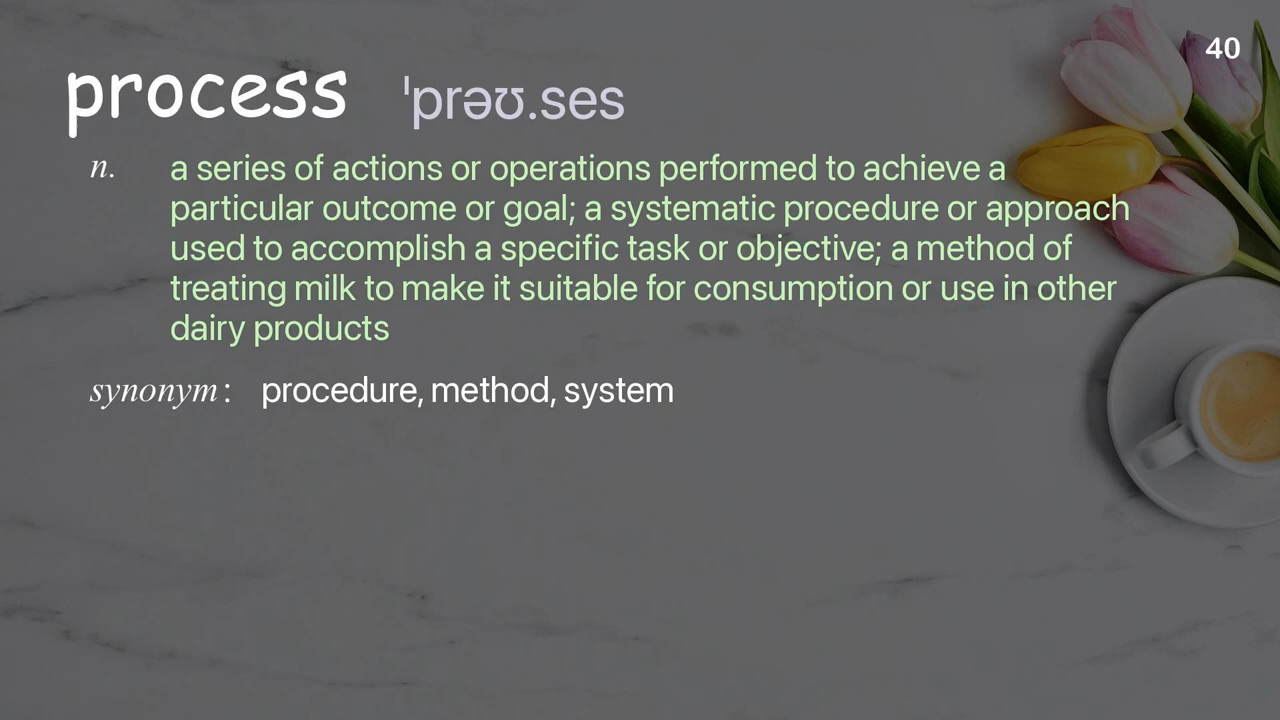 40
process ˈprəʊ.ses
n. a series of actions or operations performed to achieve a
particular outcome or goal; a systematic procedure or approach
used to accomplish a specific task or objective; a method of
treating milk to make it suitable for consumption or use in other
dairy products
synonym: procedure, method, system